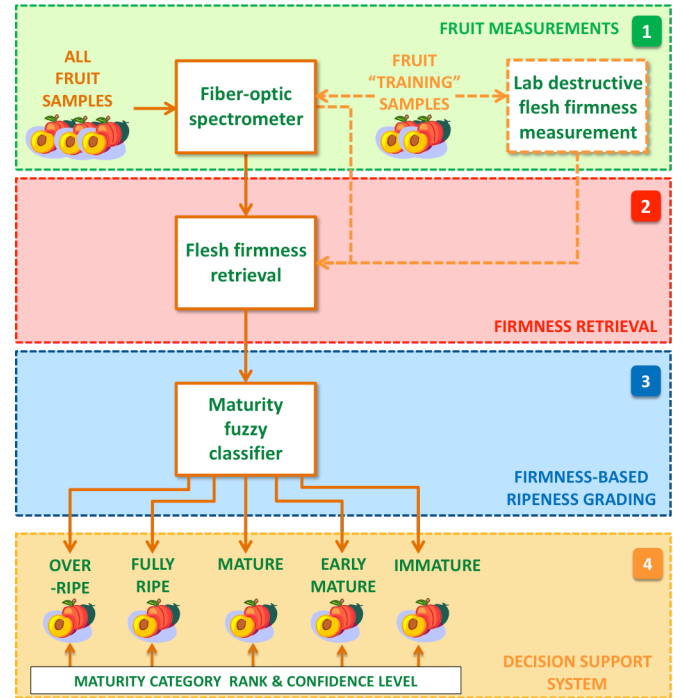 FRUIT MEASUREMENTS
1
ALL
FRUIT
SAMPLES
Fiber-optic
spectrometer
FRUIT
“TRAINING”
SAMPLES
Lab destructive
flesh firmness
measurement
2
Flesh firmness
retrieval
FIRMNESS RETRIEVAL
3
Maturity
fuzzy
classifier
FIRMNESS-BASED
RIPENESS GRADING
4
OVER
-RIPE
FULLY
RIPE
MATURE
EARLY
MATURE
IMMATURE
MATURITY CATEGORY RANK & CONFIDENCE LEVEL
DECISION SUPPORT
SYSTEM